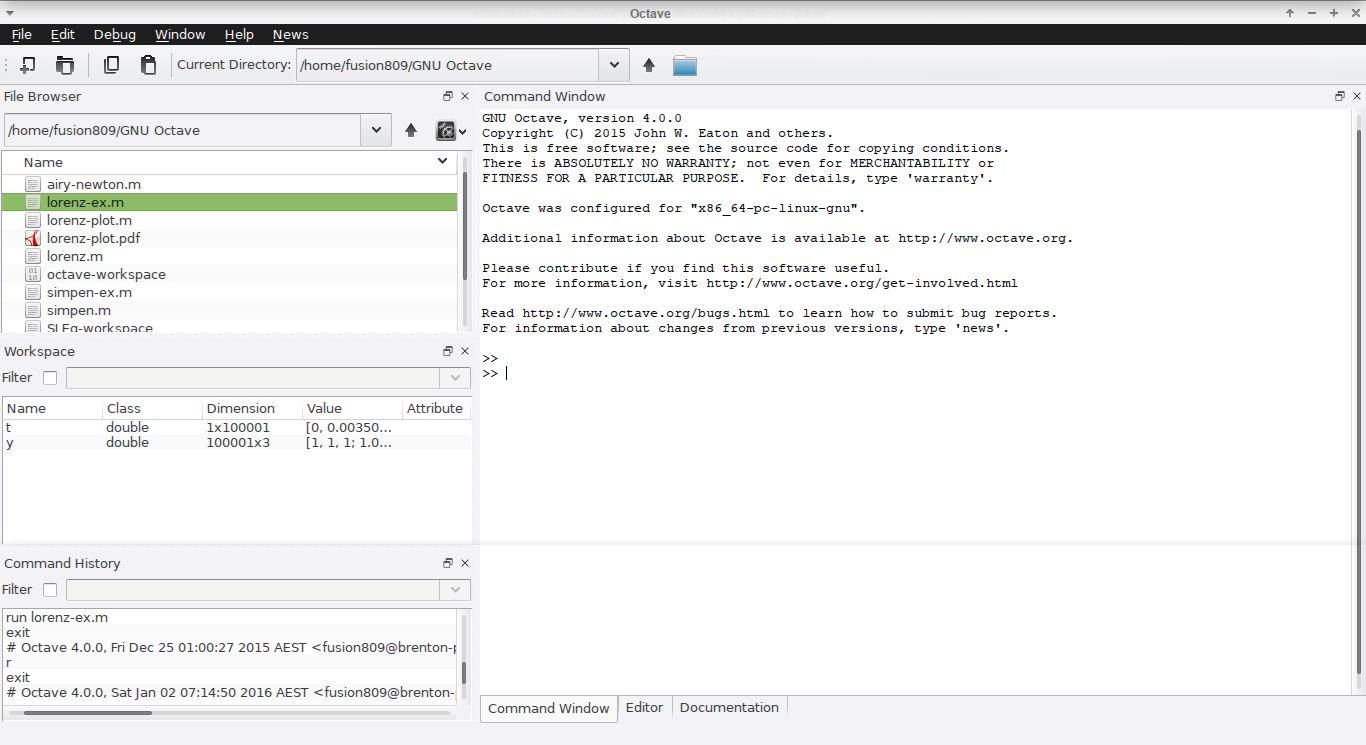 Octave
File Edit Debug Window Help News
Current Directory: /home/fusion809/GNU Octave
File Browser
/home/fusion809/GNU Octave
Name
airy-newton.m
lorenz-ex.m
lorenz-plot.m
lorenz-plot.pdf
lorenz.m
octave-workspace
simpen-ex.m
simpen.m
SLEq-workspace
Workspace
Filter
Name Class Dimension Value Attribute
t double 1x100001 [0, 0.00350...
y double 100001x3 [1, 1, 1; 1.0...
Command History
Filter
run lorenz-ex.m
exit
# Octave 4.0.0, Fri Dec 25 01:00:27 2015 AEST <fusion809@brenton-
r
exit
# Octave 4.0.0, Sat Jan 02 07:14:50 2016 AEST <fusion809@brenton-
Command Window
GNU Octave, version 4.0.0
Copyright (C) 2015 John W. Eaton and others.
This is free software; see the source code for copying conditions.
There is ABSOLUTELY NO WARRANTY; not even for MERCHANTABILITY or
FITNESS FOR A PARTICULAR PURPOSE.  For details, type 'warranty'.
Octave was configured for "x86_64-pc-linux-gnu".
Additional information about Octave is available at http://www.octave.org.
Please contribute if you find this software useful.
For more information, visit http://www.octave.org/get-involved.html
Read http://www.octave.org/bugs.html to learn how to submit bug reports.
For information about changes from previous versions, type 'news'.
>>
>>
Command Window Editor Documentation